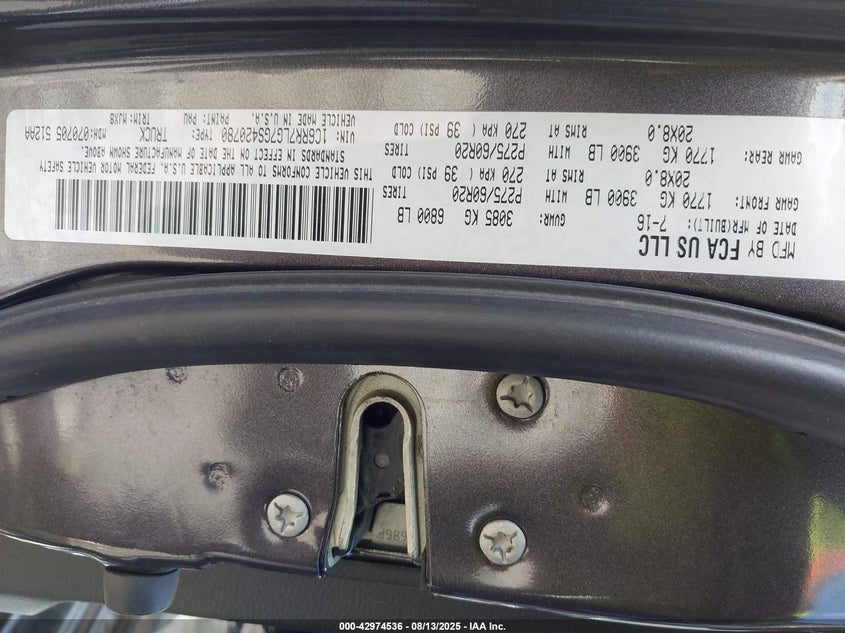 MFD BY FCA US LLC
DATE OF MFR(BUILT): 7-16
GVWR: 3085 KG 6800 LB
GAWR FRONT: 1770 KG 3900 LB WITH P275/60R20 TIRES
RIMS AT 20X8.0 270 KPA ( 39 PSI) COLD
GAWR REAR: 1770 KG 3900 LB WITH P275/60R20 TIRES
RIMS AT 20X8.0 270 KPA ( 39 PSI) COLD
THIS VEHICLE CONFORMS TO ALL APPLICABLE FEDERAL MOTOR VEHICLE SAFETY
STANDARDS IN EFFECT ON THE DATE OF MANUFACTURE SHOWN ABOVE.
VIN: 1C6RR7LG7GS420780 TYPE: TRUCK MDH:070705 512AA
VEHICLE MADE IN U.S.A. PAINT: PAU TRIM: MJX8
000-42974536 - 08/13/2025 - IAA Inc.